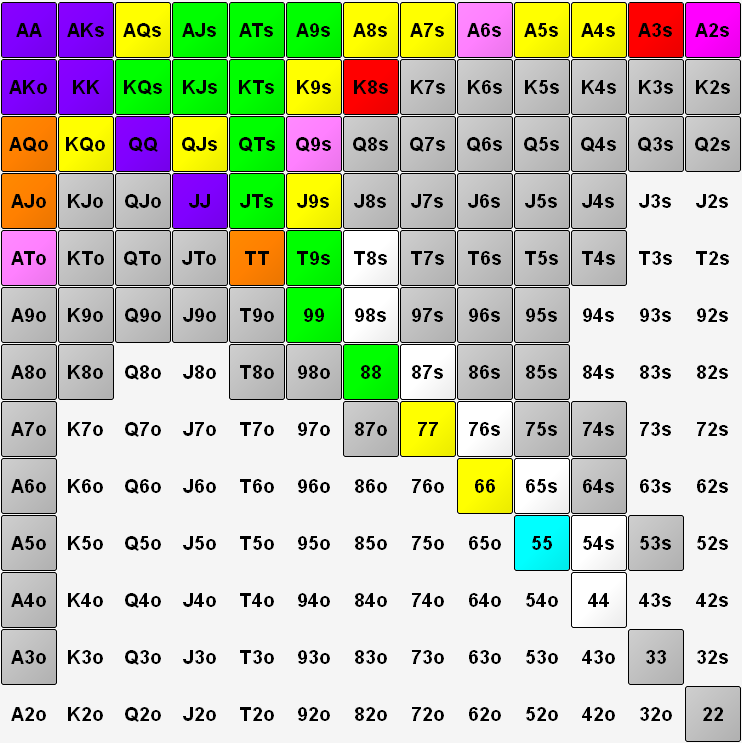 AA AKs AQs AJs ATs A9s A8s A7s A6s A5s A4s A3s A2s
AKo KK KQs KJs KTs K9s K8s K7s K6s K5s K4s K3s K2s
AQo KQo QQ QJs QTs Q9s Q8s Q7s Q6s Q5s Q4s Q3s Q2s
AJo KJo QJo JJ JTs J9s J8s J7s J6s J5s J4s J3s J2s
ATo KTo QTo JTo TT T9s T8s T7s T6s T5s T4s T3s T2s
A9o K9o Q9o J9o T9o 99 98s 97s 96s 95s 94s 93s 92s
A8o K8o Q8o J8o T8o 98o 88 87s 86s 85s 84s 83s 82s
A7o K7o Q7o J7o T7o 97o 87o 77 76s 75s 74s 73s 72s
A6o K6o Q6o J6o T6o 96o 86o 76o 66 65s 64s 63s 62s
A5o K5o Q5o J5o T5o 95o 85o 75o 65o 55 54s 53s 52s
A4o K4o Q4o J4o T4o 94o 84o 74o 64o 54o 44 43s 42s
A3o K3o Q3o J3o T3o 93o 83o 73o 63o 53o 43o 33 32s
A2o K2o Q2o J2o T2o 92o 82o 72o 62o 52o 42o 32o 22